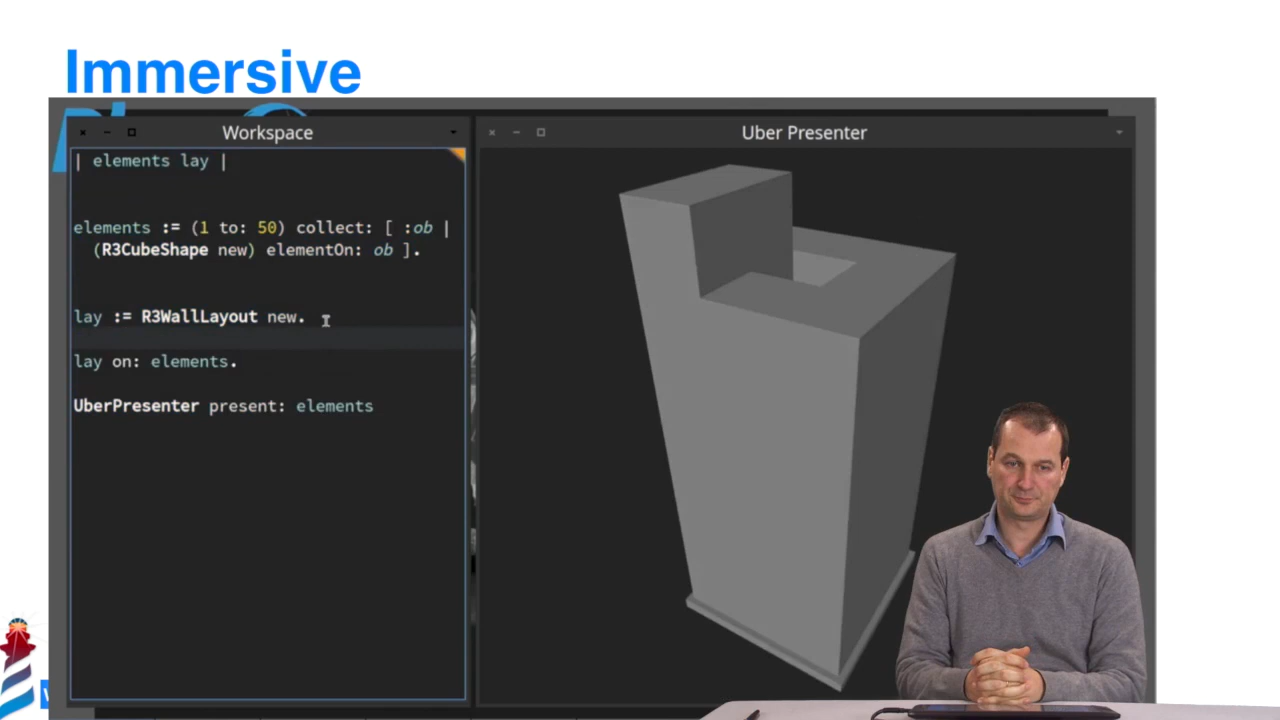 Immersive
Workspace
| elements lay |
elements := (1 to: 50) collect: [ :ob |
(R3CubeShape new) elementOn: ob ].
lay := R3WallLayout new.
lay on: elements.
UberPresenter present: elements
Uber Presenter